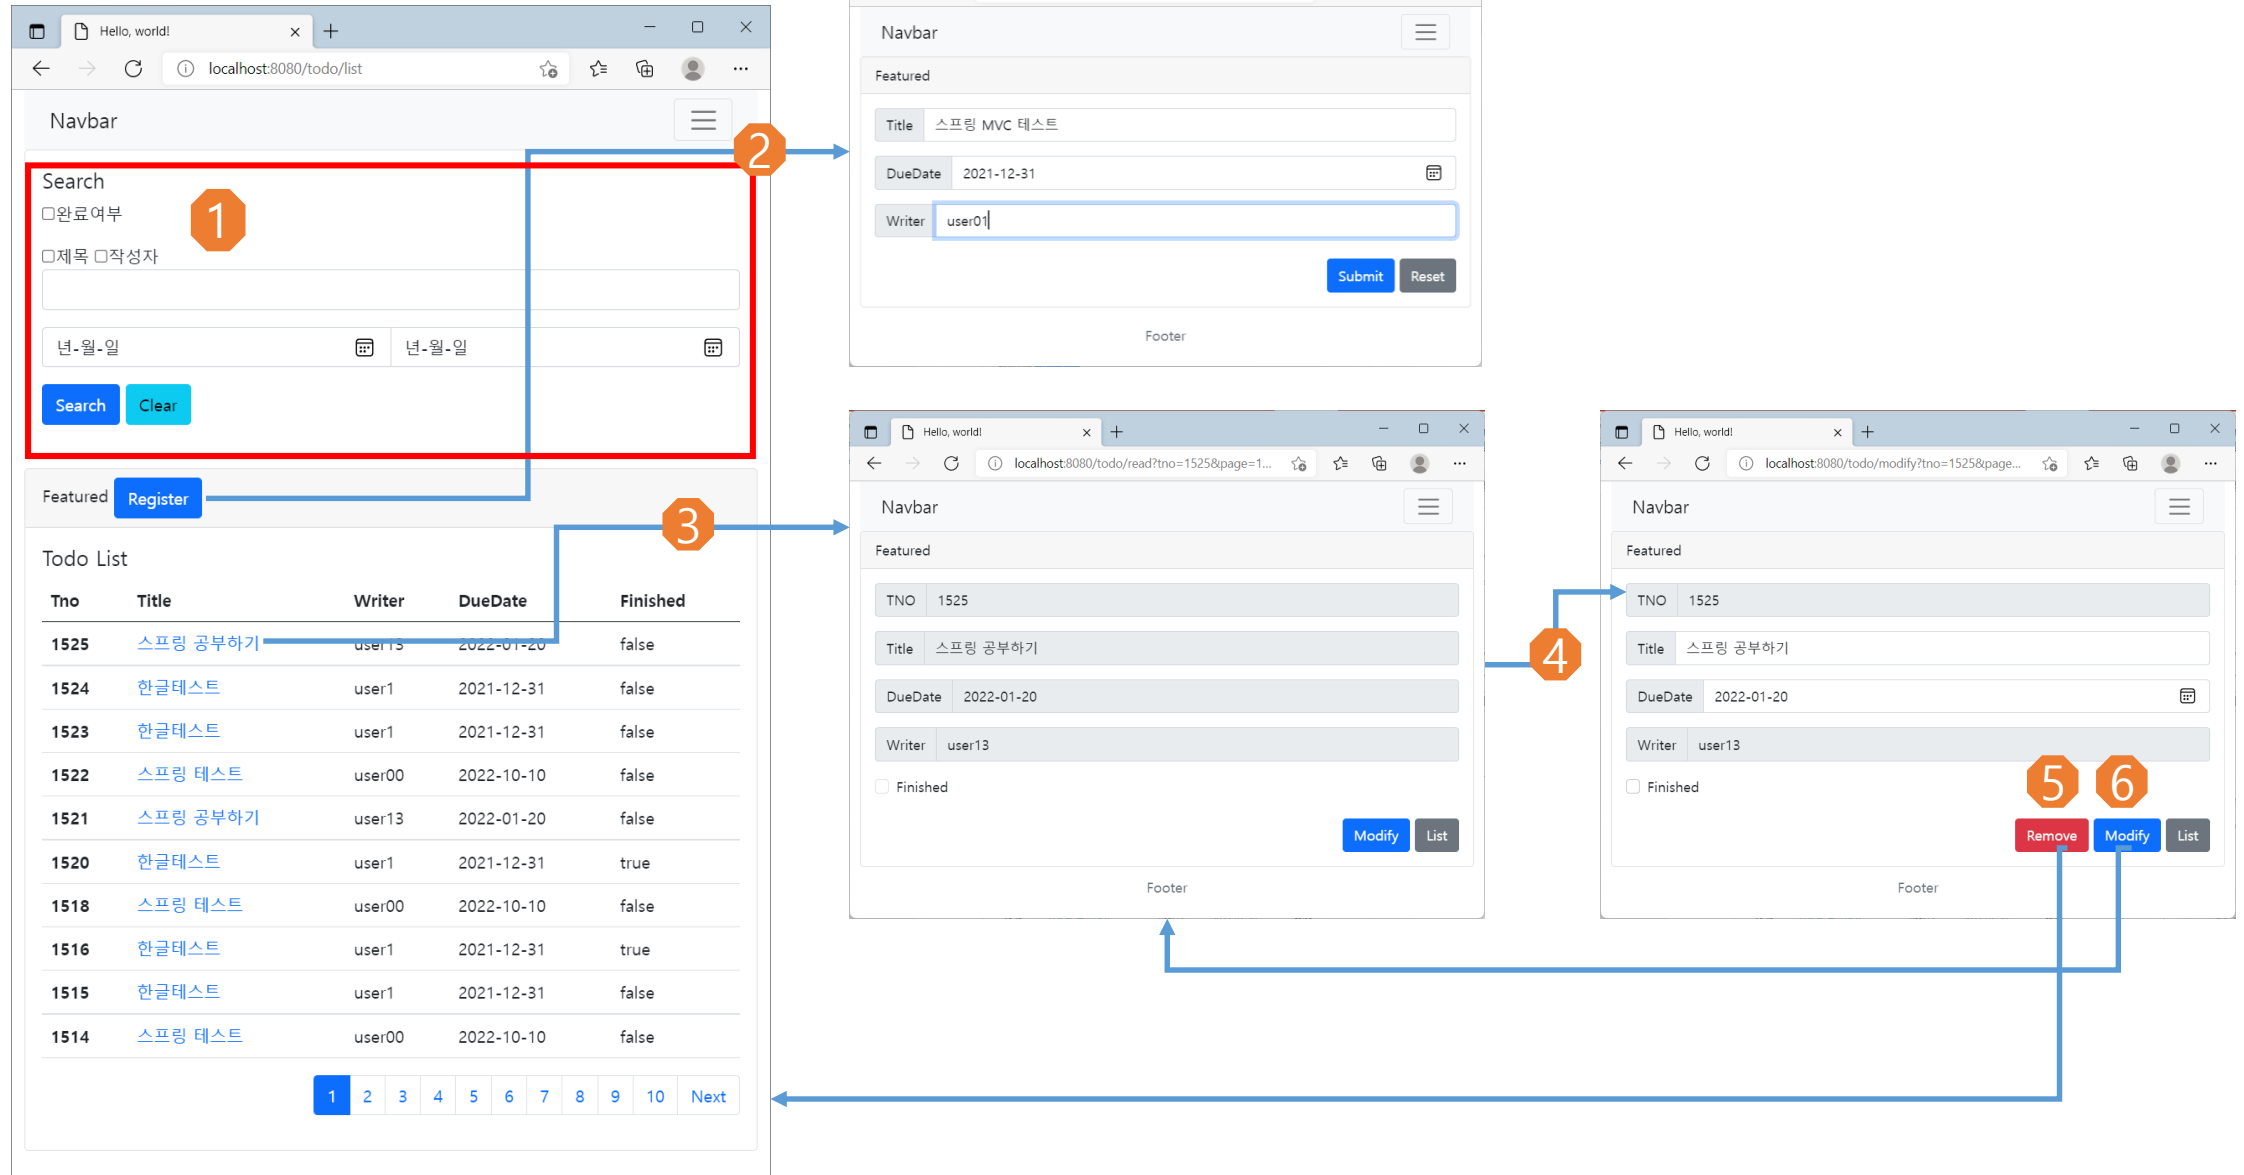 Hello, world!
localhost:8080/todo/list
Navbar
Search
1
완료여부
제목 작성자
년-월-일 년-월-일
Search Clear
Featured Register
Todo List
Tno Title Writer DueDate Finished
1525 스프링 공부하기 user13 2022-01-20 false
1524 한글테스트 user1 2021-12-31 false
1523 한글테스트 user1 2021-12-31 false
1522 스프링 테스트 user00 2022-10-10 false
1521 스프링 공부하기 user13 2022-01-20 false
1520 한글테스트 user1 2021-12-31 true
1518 스프링 테스트 user00 2022-10-10 false
1516 한글테스트 user1 2021-12-31 true
1515 한글테스트 user1 2021-12-31 false
1514 스프링 테스트 user00 2022-10-10 false
1 2 3 4 5 6 7 8 9 10 Next
2
Navbar
Featured
Title 스프링 MVC 테스트
DueDate 2021-12-31
Writer user01
Submit Reset
Footer
3
Hello, world!
localhost:8080/todo/read?tno=1525&page=1...
Navbar
Featured
TNO 1525
Title 스프링 공부하기
DueDate 2022-01-20
Writer user13
Finished
Modify List
Footer
4
Hello, world!
localhost:8080/todo/modify?tno=1525&page...
Navbar
Featured
TNO 1525
Title 스프링 공부하기
DueDate 2022-01-20
Writer user13
Finished
5 6
Remove Modify List
Footer